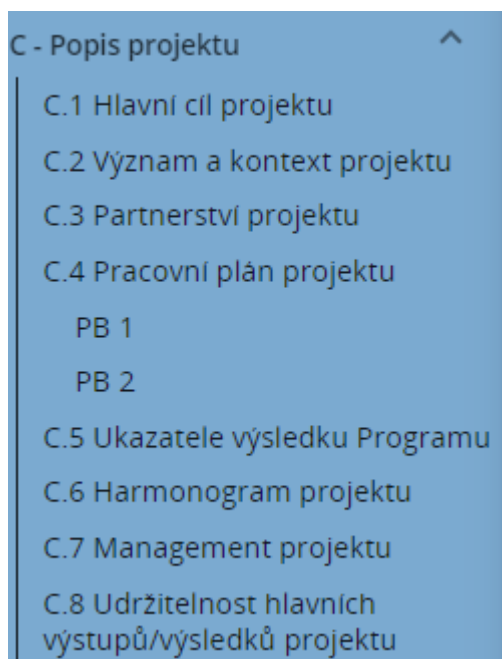 C - Popis projektu
C.1 Hlavní cíl projektu
C.2 Význam a kontext projektu
C.3 Partnerství projektu
C.4 Pracovní plán projektu
PB 1
PB 2
C.5 Ukazatele výsledku Programu
C.6 Harmonogram projektu
C.7 Management projektu
C.8 Udržitelnost hlavních
výstupů/výsledků projektu